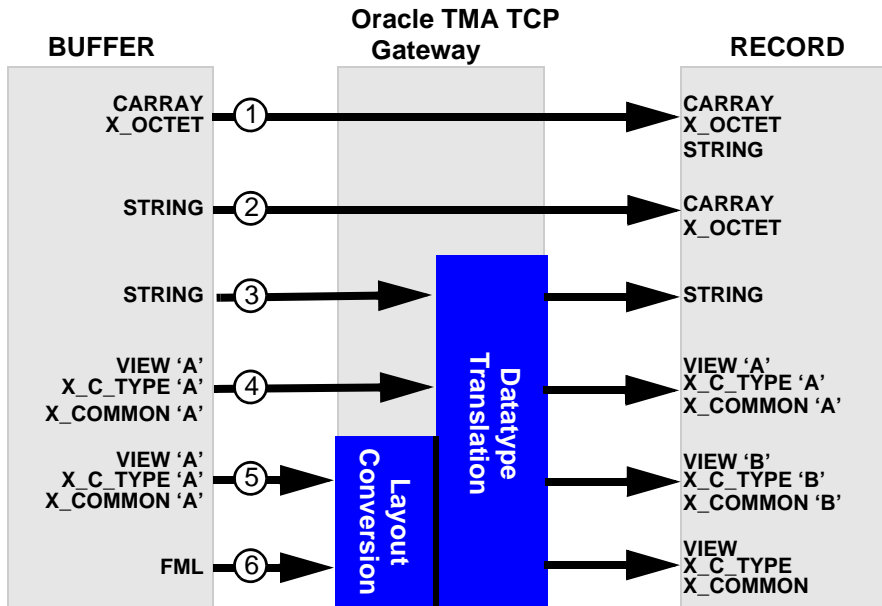 Oracle TMA TCP
Gateway
BUFFER
RECORD
CARRAY
X_OCTET
1
CARRAY
X_OCTET
STRING
STRING
2
CARRAY
X_OCTET
STRING
3
STRING
VIEW ‘A’
X_C_TYPE ‘A’
X_COMMON ‘A’
4
VIEW ‘A’
X_C_TYPE ‘A’
X_COMMON ‘A’
VIEW ‘A’
X_C_TYPE ‘A’
X_COMMON ‘A’
5
VIEW ‘B’
X_C_TYPE ‘B’
X_COMMON ‘B’
FML
6
VIEW
X_C_TYPE
X_COMMON
Datatype
Translation
Layout
Conversion